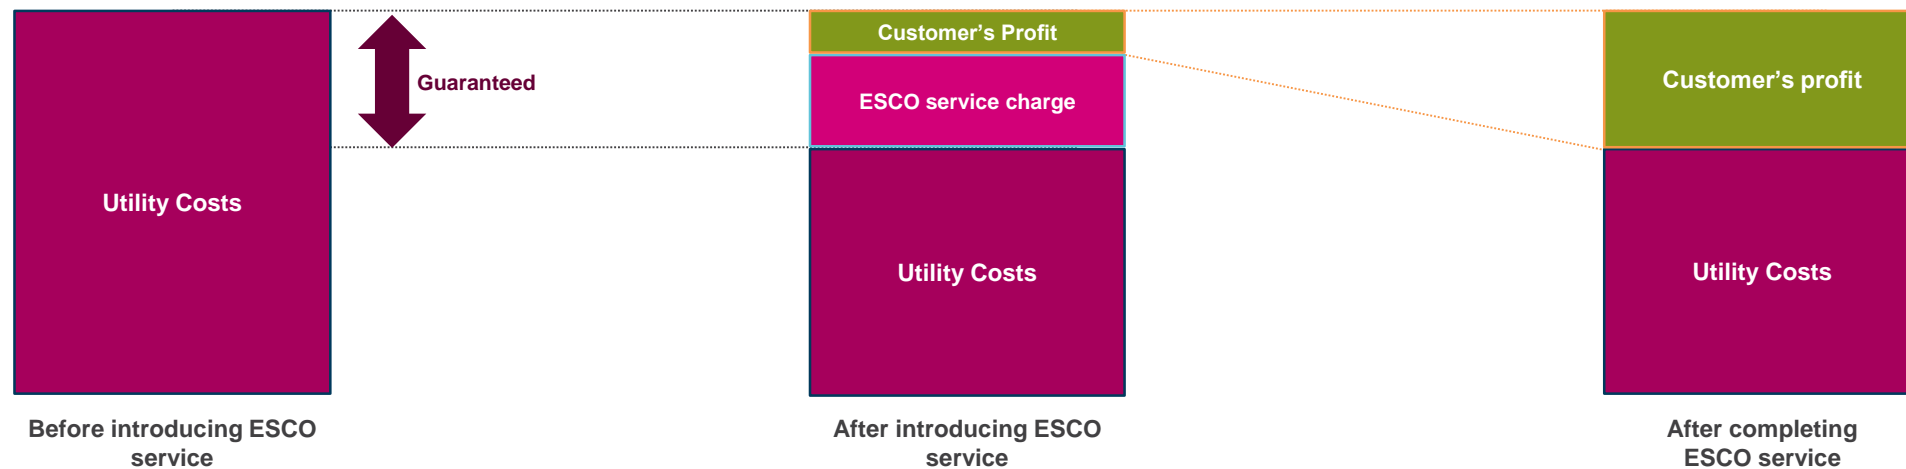 Utility Costs
Guaranteed
Customer's Profit
ESCO service charge
Utility Costs
Customer's profit
Utility Costs
Before introducing ESCO
service
After introducing ESCO
service
After completing
ESCO service